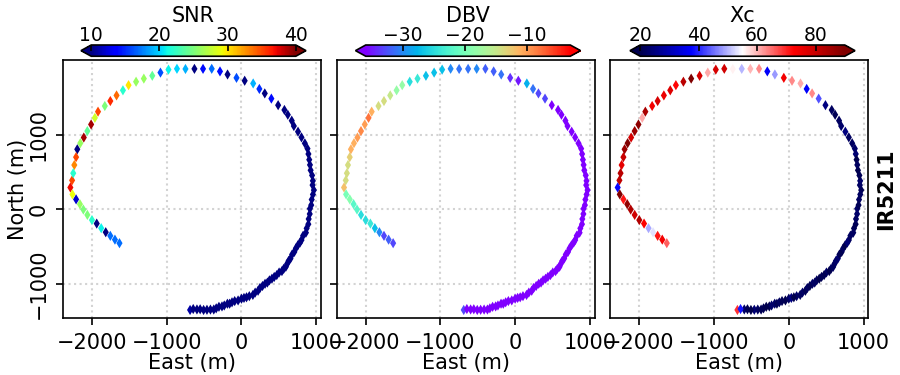 SNR DBV Xc
10 20 30 40 −30 −20 −10 20 40 60 80
1000
0
−1000
North (m)
IR5211
−2000 −1000 0 1000 −2000 −1000 0 1000 −2000 −1000 0 1000
East (m) East (m) East (m)